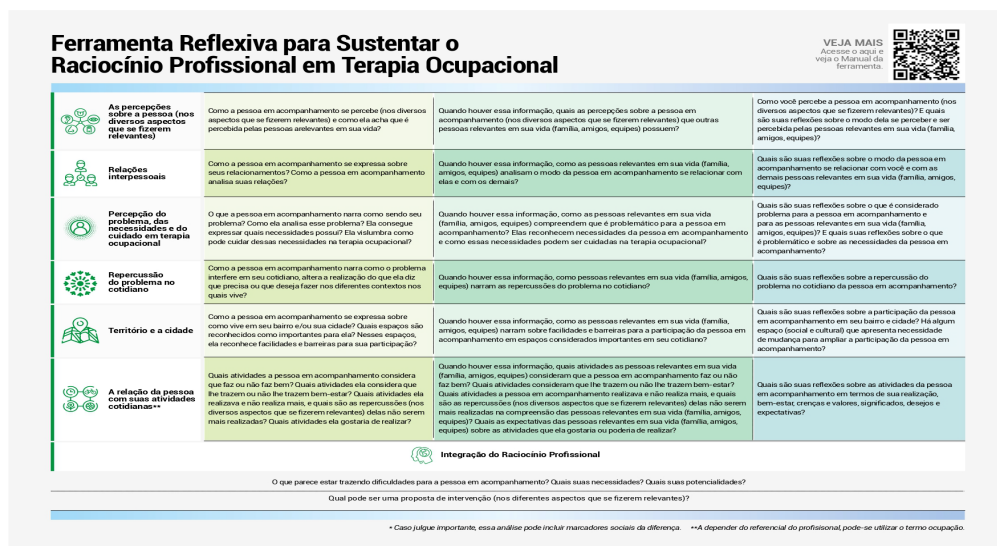 Ferramenta Reflexiva para Sustentar o
Raciocínio Profissional em Terapia Ocupacional
VEJA MAIS
Acesse o aqui e
veja o Manual da
ferramenta.
As percepções
sobre a pessoa (nos
diversos aspectos
que se fizerem
relevantes)
Como a pessoa em acompanhamento se percebe (nos diversos
aspectos que se fizerem relevantes) e como ela acha que é
percebida pelas pessoas arelevantes em sua vida?
Quando houver essa informação, quais as percepções sobre a pessoa em
acompanhamento (nos diversos aspectos que se fizerem relevantes) que outras
pessoas relevantes em sua vida (família, amigos, equipes) possuem?
Como você percebe a pessoa em acompanhamento (nos
diversos aspectos que se fizerem relevantes)? E quais
são suas reflexões sobre o modo dela se perceber e ser
percebida pelas pessoas relevantes em sua vida (família,
amigos, equipes)?
Relações
interpessoais
Como a pessoa em acompanhamento se expressa sobre
seus relacionamentos? Como a pessoa em acompanhamento
analisa suas relações?
Quando houver essa informação, como as pessoas relevantes em sua vida (família,
amigos, equipes) analisam o modo da pessoa em acompanhamento se relacionar com
elas e com os demais?
Quais são suas reflexões sobre o modo da pessoa em
acompanhamento se relacionar com você e com as
demais pessoas relevantes em sua vida (família, amigos,
equipes)?
Percepção do
problema, das
necessidades e do
cuidado em terapia
ocupacional
O que a pessoa em acompanhamento narra como sendo seu
problema? Como ela analisa esse problema? Ela consegue
expressar quais necessidades possui? Ela vislumbra como
pode cuidar dessas necessidades na terapia ocupacional?
Quando houver essa informação, como as pessoas relevantes em sua vida
(família, amigos, equipes) compreendem que é problemático para a pessoa em
acompanhamento? Elas reconhecem necessidades da pessoa em acompanhamento
e como essas necessidades podem ser cuidadas na terapia ocupacional?
Quais são suas reflexões sobre o que é considerado
problema para a pessoa em acompanhamento e
para as pessoas relevantes em sua vida (família,
amigos, equipes)? E quais suas reflexões sobre o que
é problemático e sobre as necessidades da pessoa em
acompanhamento?
Repercussão
do problema no
cotidiano
Como a pessoa em acompanhamento narra como o problema
interfere em seu cotidiano, altera a realização do que ela diz
que precisa ou que deseja fazer nos diferentes contextos nos
quais vive?
Quando houver essa informação, como pessoas relevantes em sua vida (família, amigos,
equipes) narram as repercussões do problema no cotidiano?
Quais são suas reflexões sobre a repercussão do
problema no cotidiano da pessoa em acompanhamento?
Território e a cidade
Como a pessoa em acompanhamento se expressa sobre
como vive em seu bairro e/ou sua cidade? Quais espaços são
reconhecidos como importantes para ela? Nesses espaços,
ela reconhece facilidades e barreiras para sua participação?
Quando houver essa informação, como as pessoas relevantes em sua vida (família,
amigos, equipes) narram sobre facilidades e barreiras para a participação da pessoa em
acompanhamento em espaços considerados importantes em seu cotidiano?
Quais são suas reflexões sobre a participação da pessoa
em acompanhamento em seu bairro e cidade? Há algum
espaço (social e cultural) que apresenta necessidade
de mudança para ampliar a participação da pessoa em
acompanhamento?
A relação da pessoa
com suas atividades
cotidianas**
Quais atividades a pessoa em acompanhamento considera
que faz ou não faz bem? Quais atividades ela considera que
lhe trazem ou não lhe trazem bem-estar? Quais atividades ela
realizava e não realiza mais, e quais são as repercussões (nos
diversos aspectos que se fizerem relevantes) delas não serem
mais realizadas? Quais atividades ela gostaria de realizar?
Quando houver essa informação, quais atividades as pessoas relevantes em sua vida
(família, amigos, equipes) consideram que a pessoa em acompanhamento faz ou não
faz bem? Quais atividades consideram que lhe trazem ou não lhe trazem bem-estar?
Quais atividades a pessoa em acompanhamento realizava e não realiza mais, e quais
são as repercussões (nos diversos aspectos que se fizerem relevantes) delas não serem
mais realizadas na compreensão das pessoas relevantes em sua vida (família, amigos,
equipes)? Quais as expectativas das pessoas relevantes em sua vida (família, amigos,
equipes) sobre as atividades que ela gostaria ou poderia de realizar?
Quais são suas reflexões sobre as atividades da pessoa
em acompanhamento em termos de sua realização,
bem-estar, crenças e valores, significados, desejos e
expectativas?
Integração do Raciocínio Profissional
O que parece estar trazendo dificuldades para a pessoa em acompanhamento? Quais suas necessidades? Quais suas potencialidades?
Qual pode ser uma proposta de intervenção (nos diferentes aspectos que se fizerem relevantes)?
* Caso julgue importante, essa análise pode incluir marcadores sociais da diferença. **A depender do referencial do profisisonal, pode-se utilizar o termo ocupação.